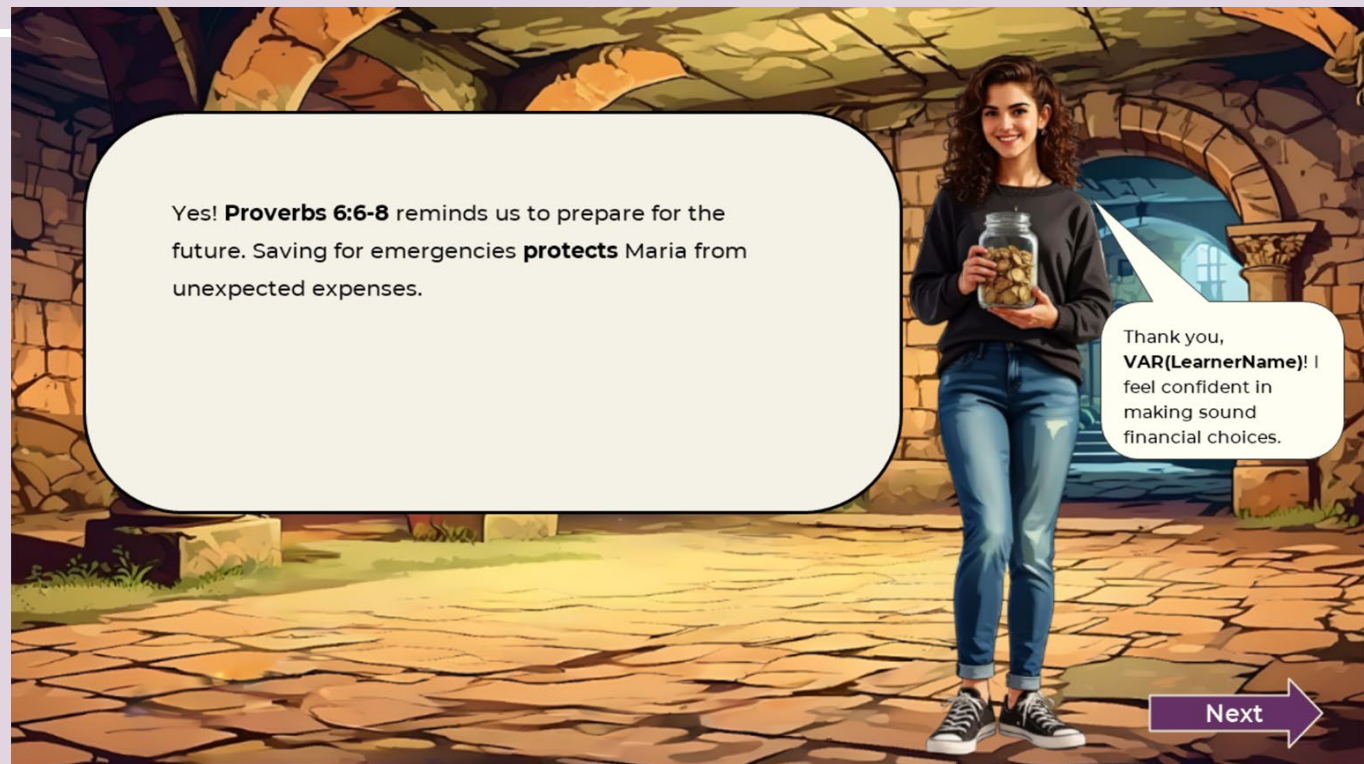 Yes! Proverbs 6:6-8 reminds us to prepare for the
future. Saving for emergencies protects Maria from
unexpected expenses.
Thank you,
VAR(LearnerName)! I
feel confident in
making sound
financial choices.
Next